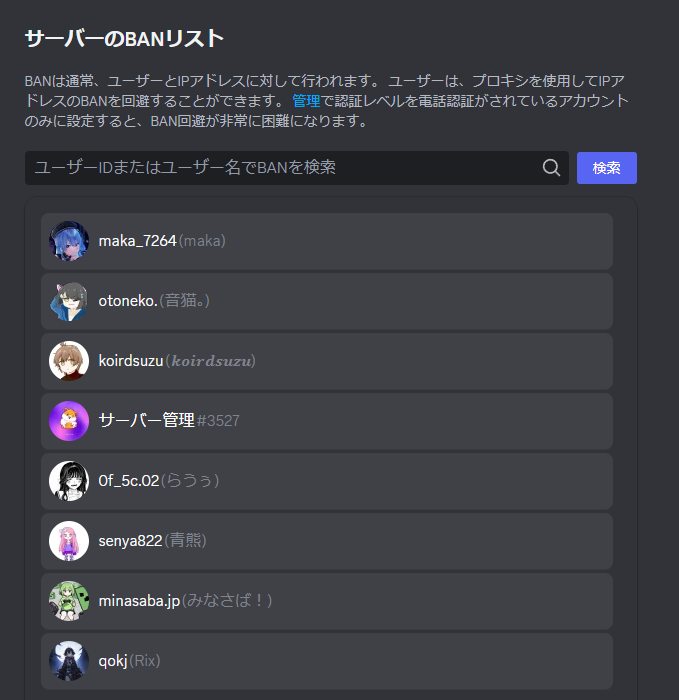 サーバーのBANリスト
BANは通常、ユーザーとIPアドレスに対して行われます。 ユーザーは、プロキシを使用してIPア
ドレスのBANを回避することができます。 管理で認証レベルを電話認証がされているアカウント
のみに設定すると、BAN回避が非常に困難になります。
ユーザーIDまたはユーザー名でBANを検索
検索
maka_7264(maka)
otoneko.(音猫。)
koirdsuzu(𝒌𝒐𝒊𝒓𝒅𝒔𝒖𝒛𝒖)
サーバー管理#3527
0f_5c.02(らうぅ)
senya822(青熊)
minasaba.jp(みなさば！)
qokj(Rix)